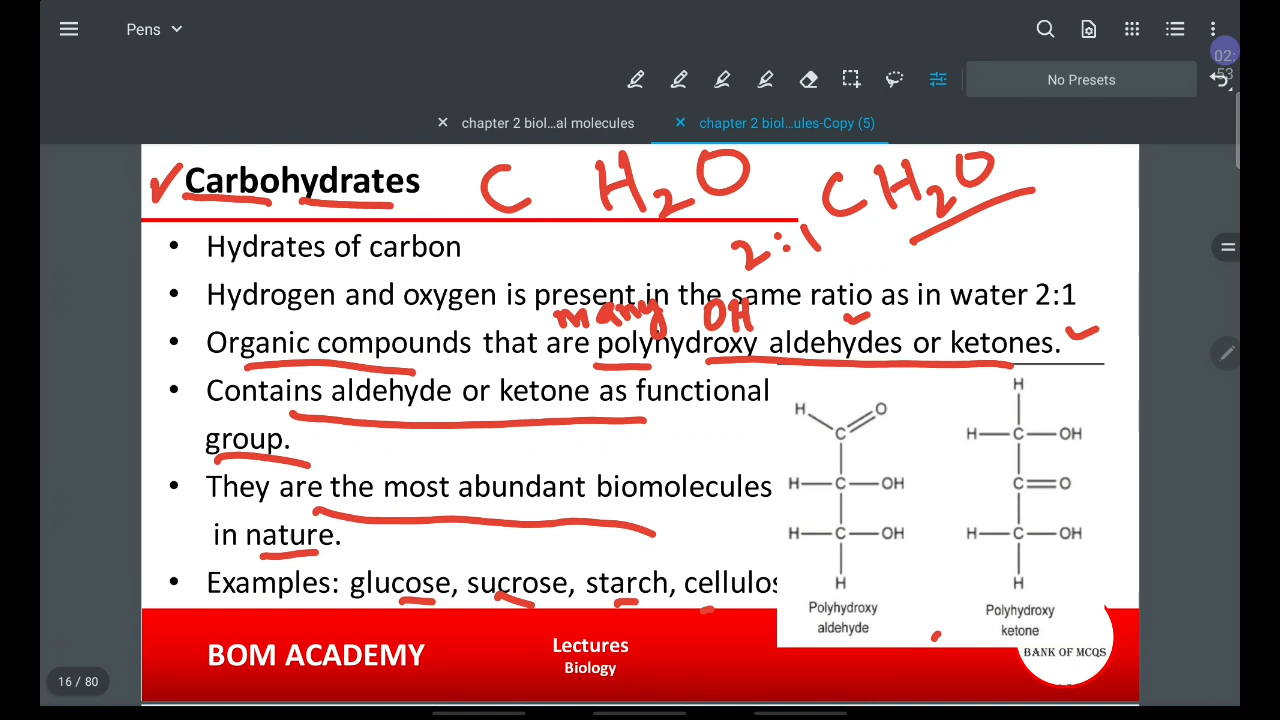 Pens
02:
53
No Presets
chapter 2 biol...al molecules
chapter 2 biol...ules-Copy (5)
Carbohydrates
C H2O CH2O
2:1
Hydrates of carbon
Hydrogen and oxygen is present in the same ratio as in water 2:1
many OH
Organic compounds that are polyhydroxy aldehydes or ketones.
Contains aldehyde or ketone as functional
group.
They are the most abundant biomolecules
in nature.
Examples: glucose, sucrose, starch, cellulos
H O
C
H C OH
H C OH
H
Polyhydroxy
aldehyde
H
H C OH
C O
H C OH
H
Polyhydroxy
ketone
BOM ACADEMY
Lectures
Biology
BANK OF MCQS
16 / 80